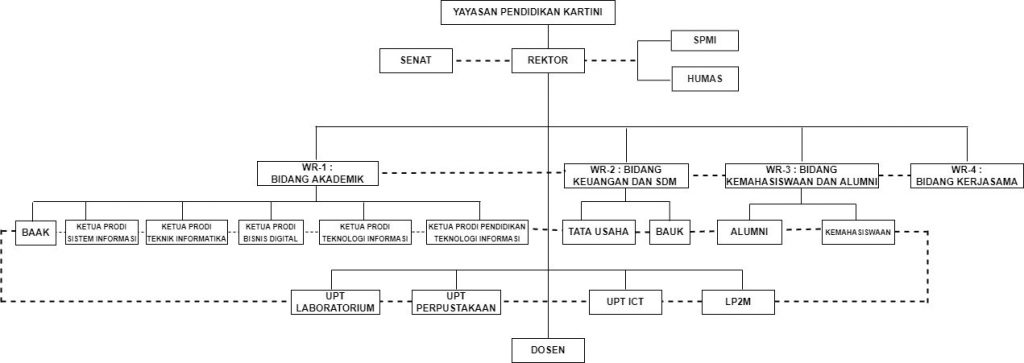 YAYASAN PENDIDIKAN KARTINI
SPMI
SENAT
REKTOR
HUMAS
WR-1 :
BIDANG AKADEMIK
WR-2 : BIDANG
KEUANGAN DAN SDM
WR-3 : BIDANG
KEMAHASISWAAN DAN ALUMNI
WR-4 :
BIDANG KERJASAMA
BAAK
KETUA PRODI
SISTEM INFORMASI
KETUA PRODI
TEKNIK INFORMATIKA
KETUA PRODI
BISNIS DIGITAL
KETUA PRODI
TEKNOLOGI INFORMASI
KETUA PRODI PENDIDIKAN
TEKNOLOGI INFORMASI
TATA USAHA
BAUK
ALUMNI
KEMAHASISWAAN
UPT
LABORATORIUM
UPT
PERPUSTAKAAN
UPT ICT
LP2M
DOSEN